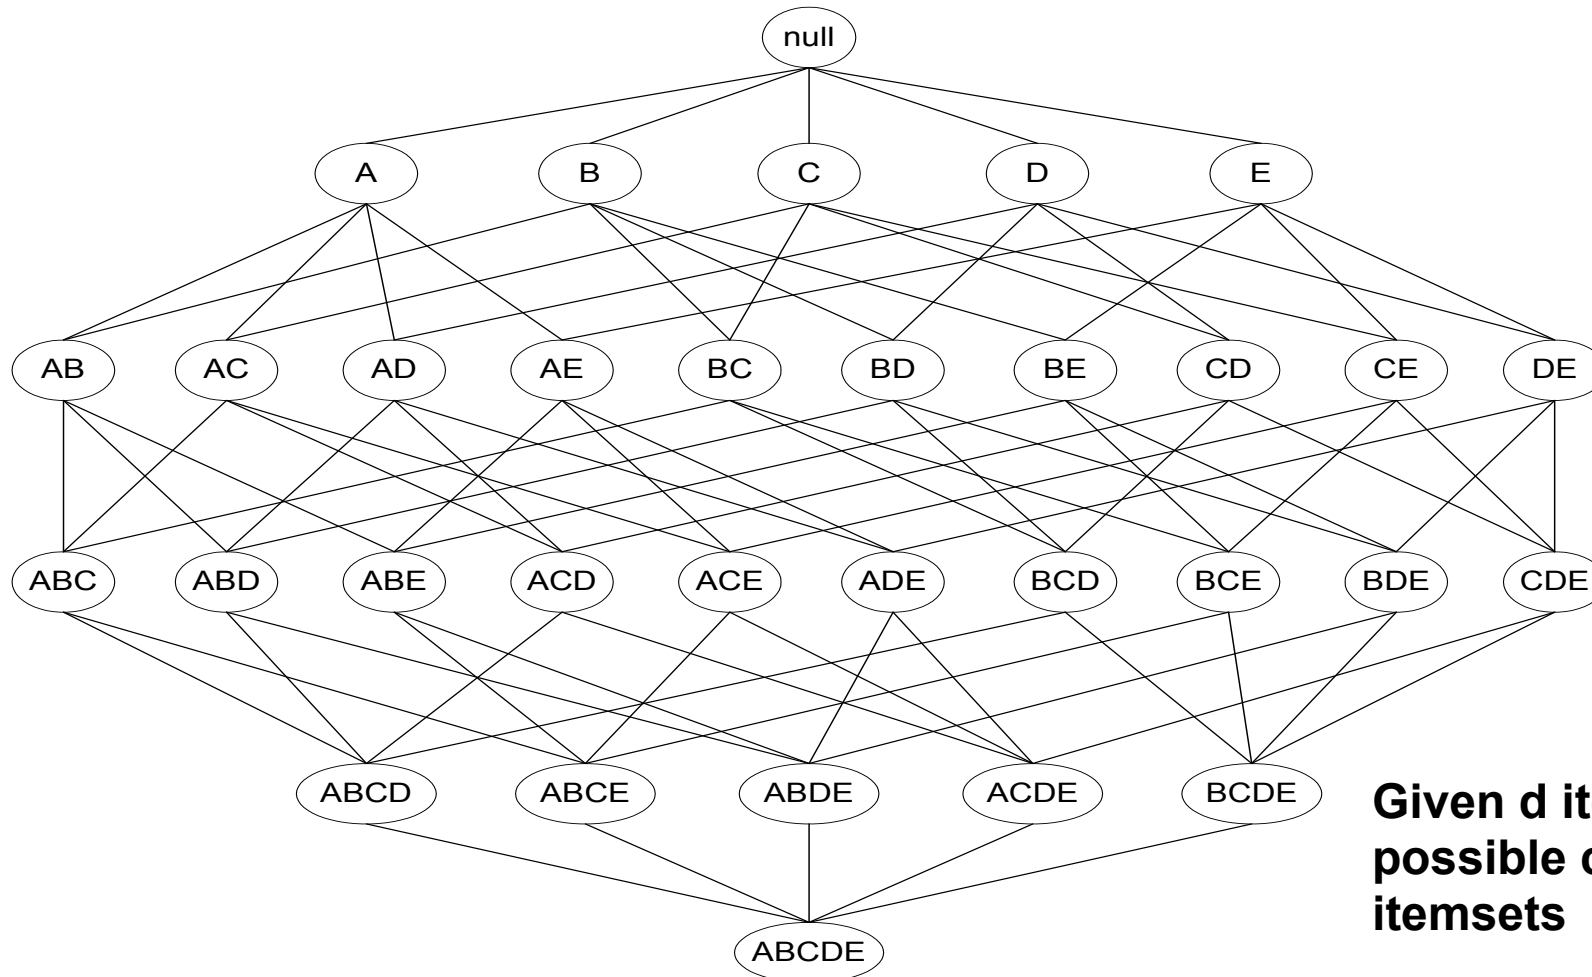 null
A B C D E
AB AC AD AE BC BD BE CD CE DE
ABC ABD ABE ACD ACE ADE BCD BCE BDE CDE
ABCD ABCE ABDE ACDE BCDE
Given d it
possible
itemsets
ABCDE